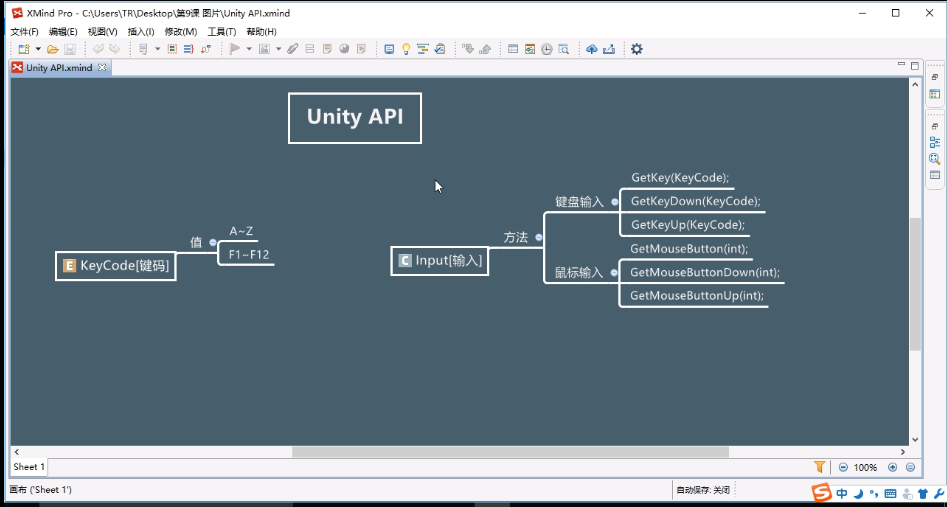 XMind Pro - C:\Users\TR\Desktop\第9课 图片\Unity API.xmind
文件(F) 编辑(E) 视图(V) 插入(I) 修改(M) 工具(T) 帮助(H)
Unity API.xmind
Unity API
GetKey(KeyCode);
键盘输入
GetKeyDown(KeyCode);
GetKeyUp(KeyCode);
值
A~Z
F1~F12
E KeyCode[键码]
方法
C Input[输入]
GetMouseButton(int);
鼠标输入
GetMouseButtonDown(int);
GetMouseButtonUp(int);
Sheet 1
100%
画布 ('Sheet 1')
自动保存: 关闭
S 中